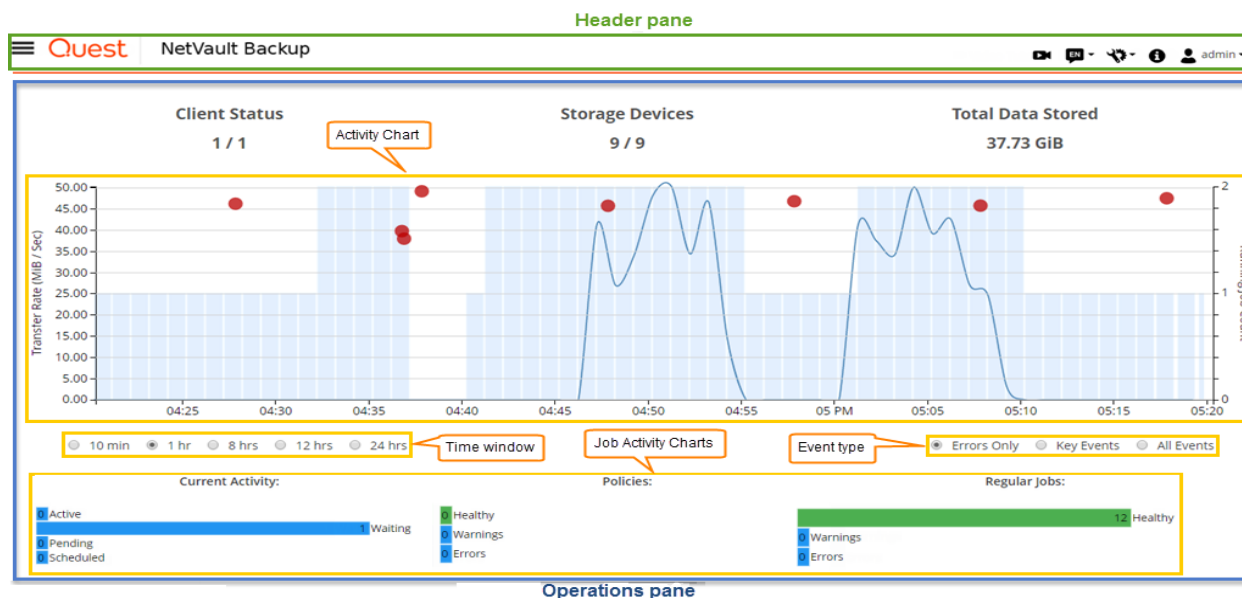 Header pane
Quest NetVault Backup
EN admin
Client Status Storage Devices Total Data Stored
1 / 1 9 / 9 37.73 GiB
Activity Chart
Transfer Rate (MiB / Sec)
50.00
45.00
40.00
35.00
30.00
25.00
20.00
15.00
10.00
5.00
0.00
2
1
0
04:25 04:30 04:35 04:40 04:45 04:50 04:55 05 PM 05:05 05:10 05:15 05:20
10 min 1 hr 8 hrs 12 hrs 24 hrs
Time window
Job Activity Charts
Event type
Errors Only Key Events All Events
Current Activity: Policies: Regular Jobs:
0 Active
1 Waiting
0 Pending
0 Scheduled
0 Healthy
0 Warnings
0 Errors
12 Healthy
0 Warnings
0 Errors
Operations pane